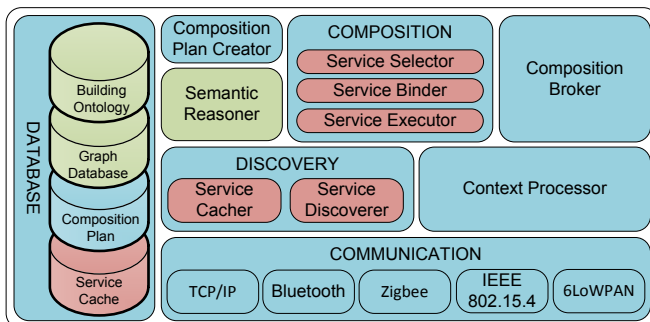 DATABASE
Building
Ontology
Graph
Database
Composition
Plan
Service
Cache
Composition
Plan Creator
Semantic
Reasoner
COMPOSITION
Service Selector
Service Binder
Service Executor
Composition
Broker
DISCOVERY
Service
Cacher
Service
Discoverer
Context Processor
COMMUNICATION
TCP/IP
Bluetooth
Zigbee
IEEE
802.15.4
6LoWPAN